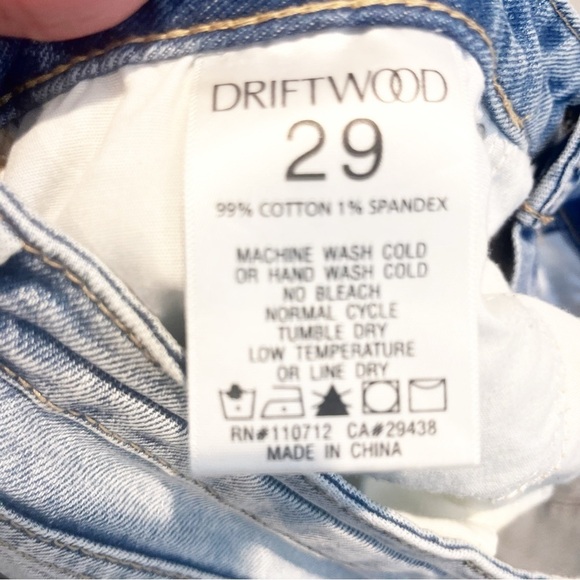 DRIFTWOOD
29
99% COTTON 1% SPANDEX
MACHINE WASH COLD
OR HAND WASH COLD
NO BLEACH
NORMAL CYCLE
TUMBLE DRY
LOW TEMPERATURE
OR LINE DRY
RN#110712 CA#29438
MADE IN CHINA